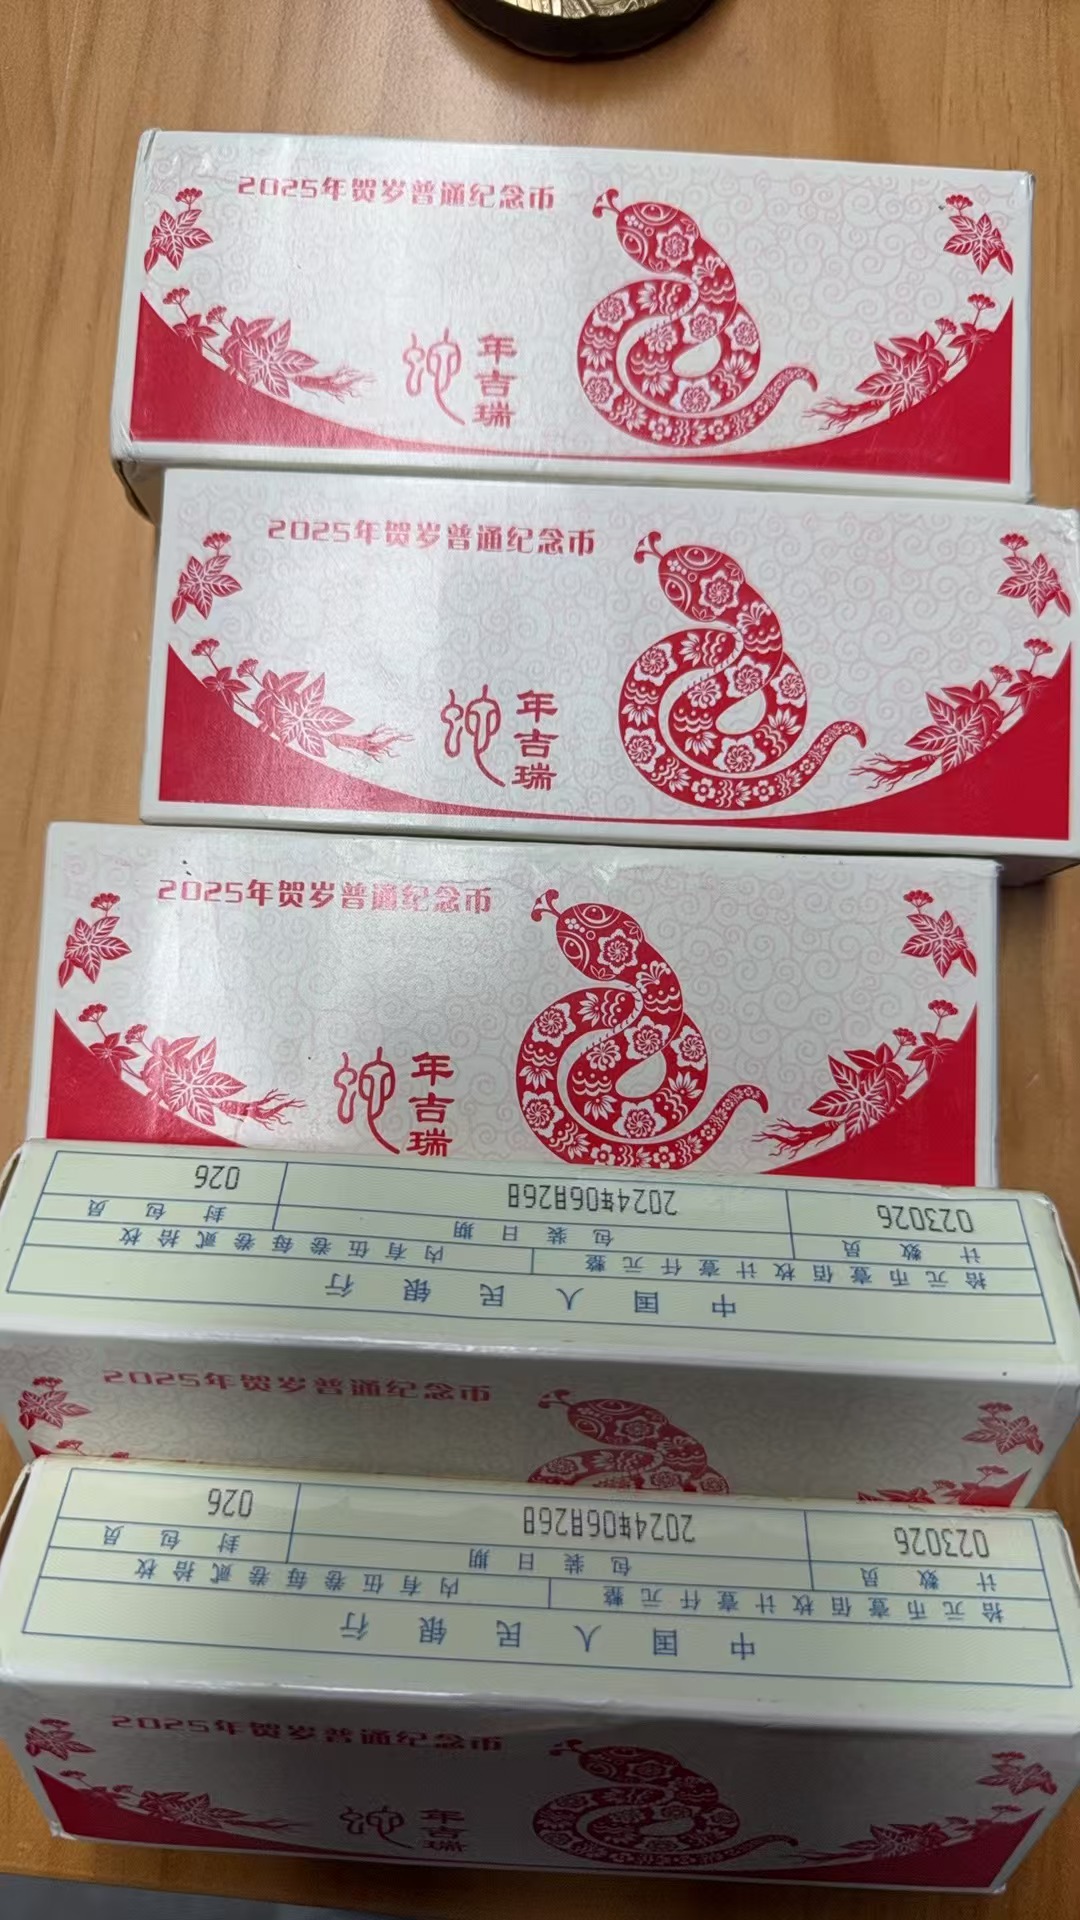 2025年贺岁普通纪念币
蛇年吉瑞
2025年贺岁普通纪念币
蛇年吉瑞
2025年贺岁普通纪念币
蛇年吉瑞
中国人民银行
拾元币壹佰枚计壹仟元整 内有伍卷每卷贰拾枚
计数员 包装日期 封包员
023026 2024年06月26日 026
2025年贺岁普通纪念币
中国人民银行
拾元币壹佰枚计壹仟元整 内有伍卷每卷贰拾枚
计数员 包装日期 封包员
023026 2024年06月26日 026
2025年贺岁普通纪念币
蛇年吉瑞